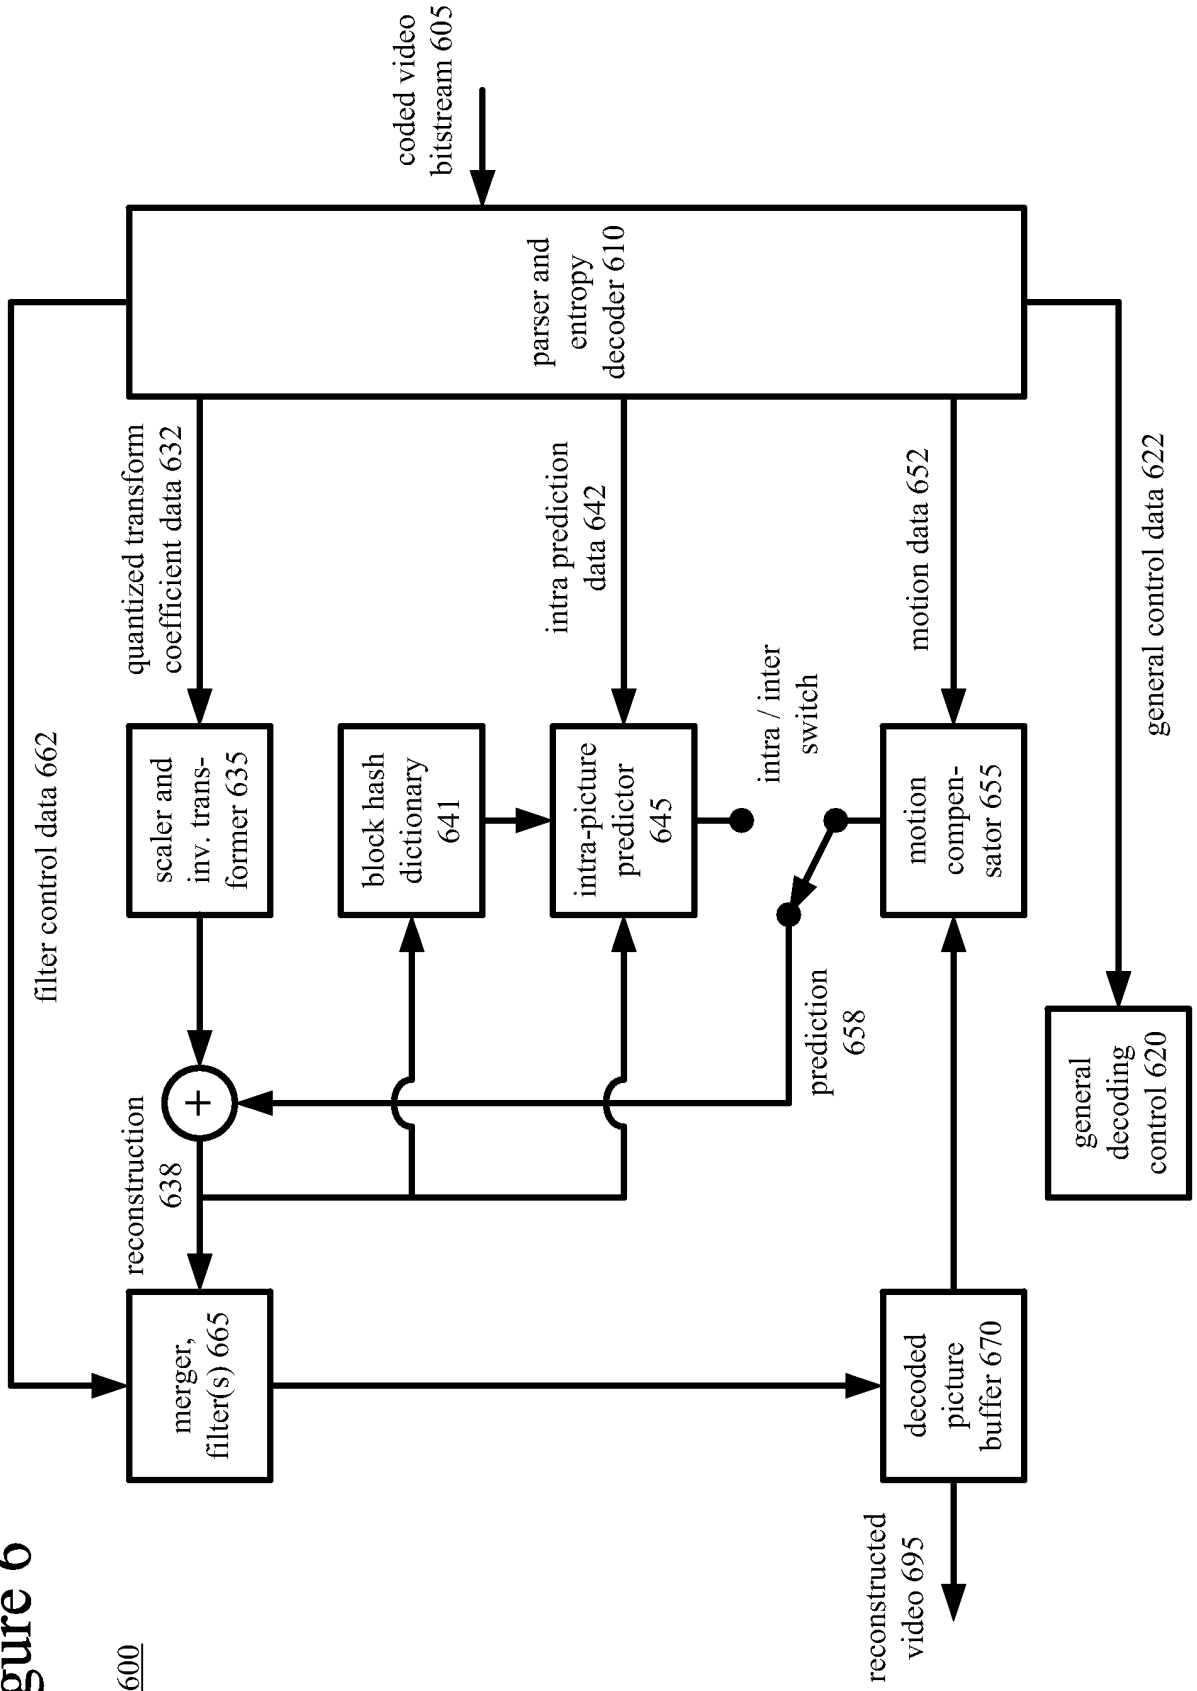 gure 6
600
coded video
bitstream 605
parser and
entropy
decoder 610
filter control data 662
quantized transform
coefficient data 632
intra prediction
data 642
motion data 652
general control data 622
scaler and
inv. trans-
former 635
block hash
dictionary
641
intra-picture
predictor
645
intra / inter
switch
motion
compen-
sator 655
+
reconstruction
638
prediction
658
general
decoding
control 620
merger,
filter(s) 665
decoded
picture
buffer 670
reconstructed
video 695